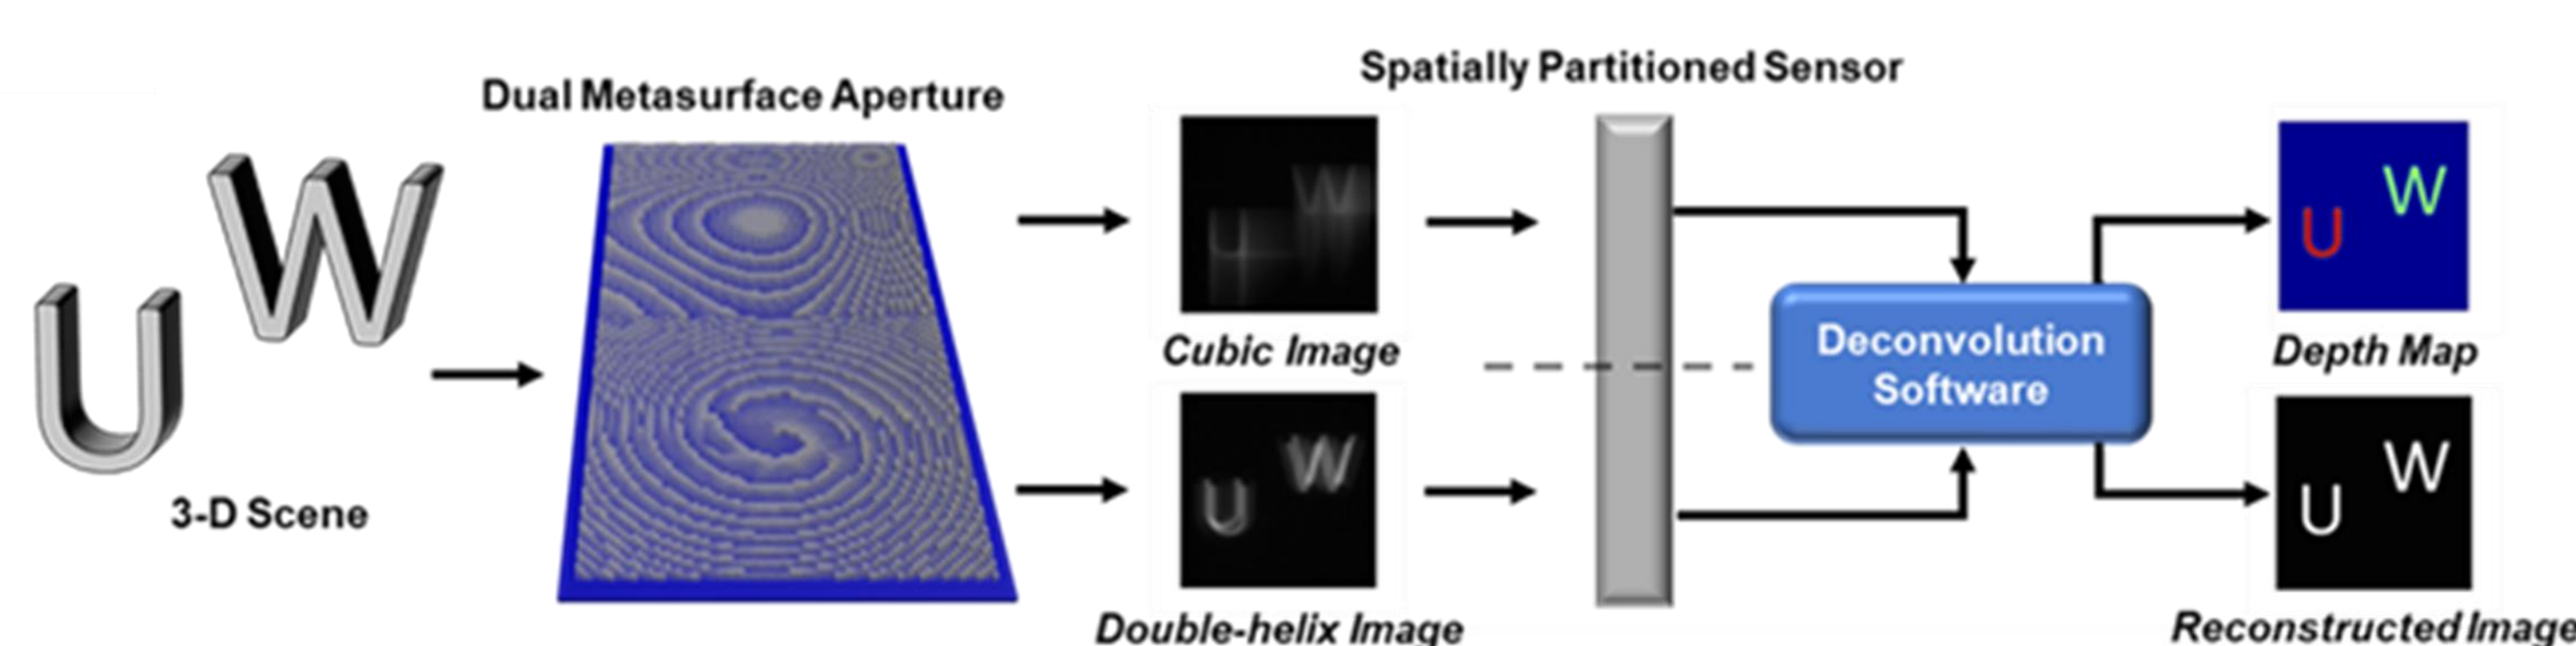 Spatially Partitioned Sensor
Dual Metasurface Aperture
U W
3-D Scene
U W
Cubic Image
U W
Double-helix Image
Deconvolution
Software
U W
Depth Map
U W
Reconstructed Image